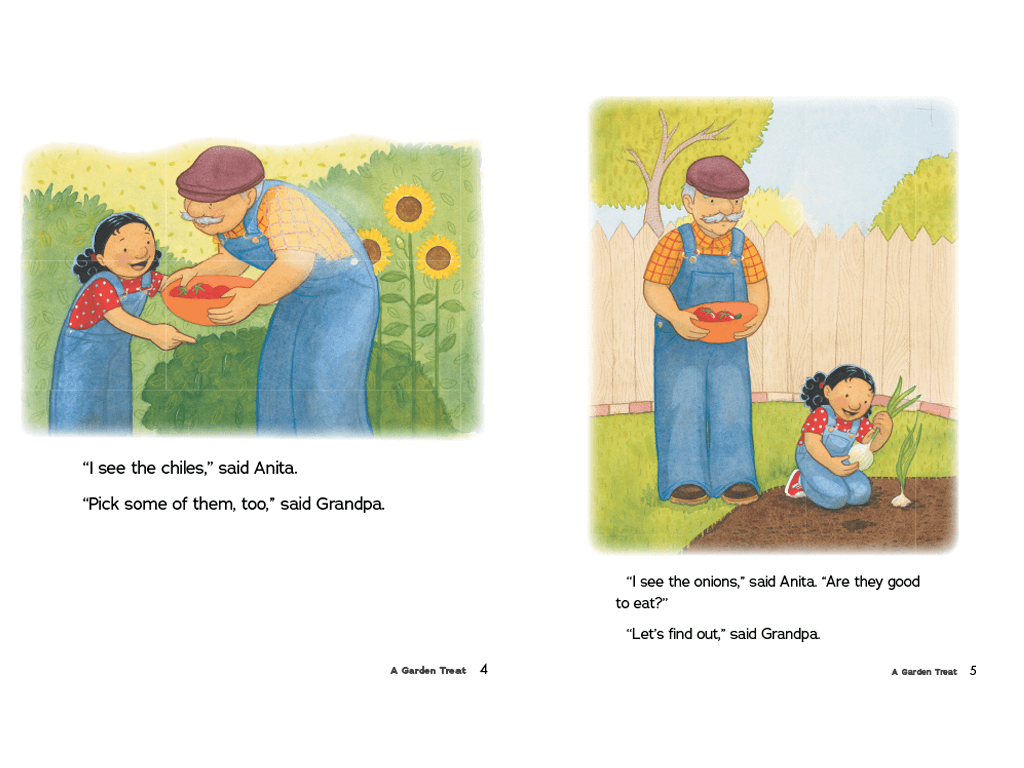 “I see the chiles,” said Anita.
“Pick some of them, too,” said Grandpa.
A Garden Treat 4
“I see the onions,” said Anita. “Are they good
to eat?”
“Let’s find out,” said Grandpa.
A Garden Treat 5